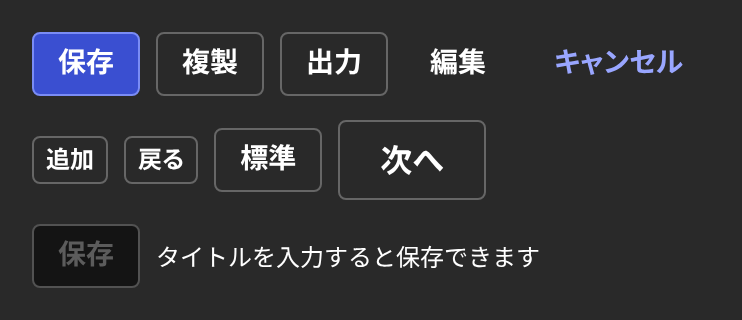 保存 複製 出力 編集 キャンセル
追加 戻る 標準 次へ
保存 タイトルを入力すると保存できます